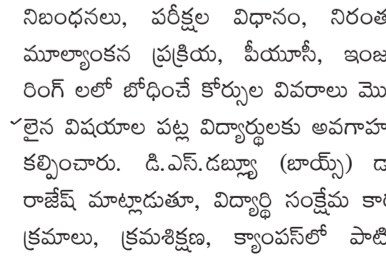 నిబంధనలు, పరీక్షల విధానం, నిరంత
మూల్యాంకన ప్రక్రియ, పీయూసీ, ఇంజ
రింగ్ లలో బోధించే కోర్సుల వివరాలు మొ
లైన విషయాల పట్ల విద్యార్థులకు అవగాహ
కల్పించారు. డి.ఎస్.డబ్ల్యూ (బాయ్స్) డ
రాజేష్ మాట్లాడుతూ, విద్యార్థి సంక్షేమ కార
క్రమాలు, క్రమశిక్షణ, క్యాంపస్‌లో పాటి